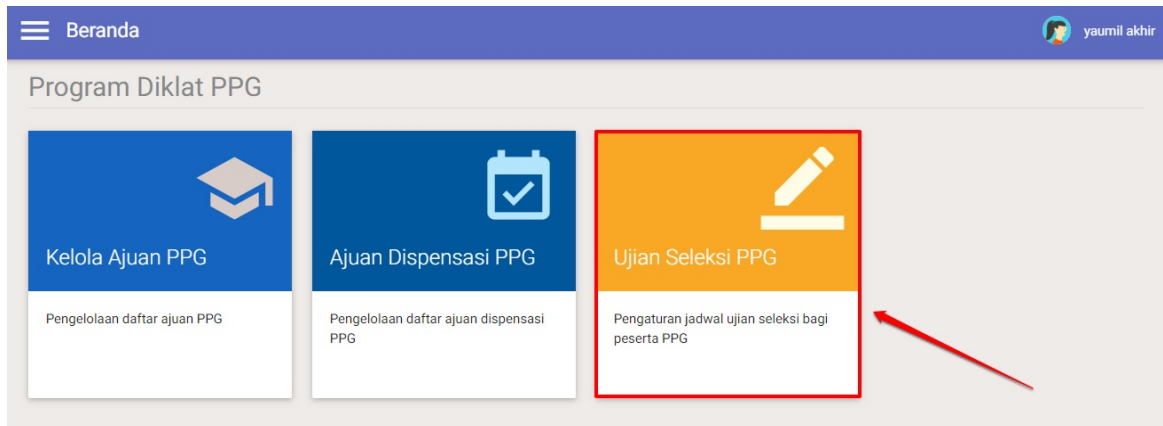 Beranda
yaumil akhir
Program Diklat PPG
Kelola Ajuan PPG
Pengelolaan daftar ajuan PPG
Ajuan Dispensasi PPG
Pengelolaan daftar ajuan dispensasi
PPG
Ujian Seleksi PPG
Pengaturan jadwal ujian seleksi bagi
peserta PPG